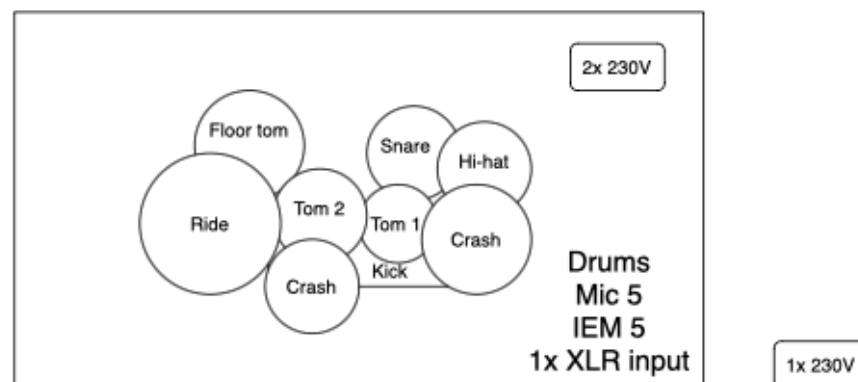 2x 230V
Floor tom
Snare
Hi-hat
Tom 2
Ride
Tom 1
Crash
Kick
Crash
Drums
Mic 5
IEM 5
1x XLR input
1x 230V